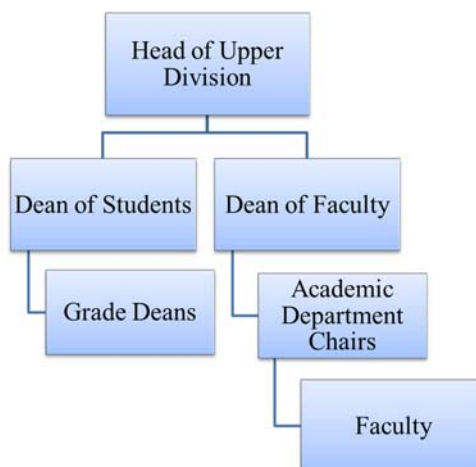 Head of Upper
Division
Dean of Students
Dean of Faculty
Grade Deans
Academic
Department
Chairs
Faculty